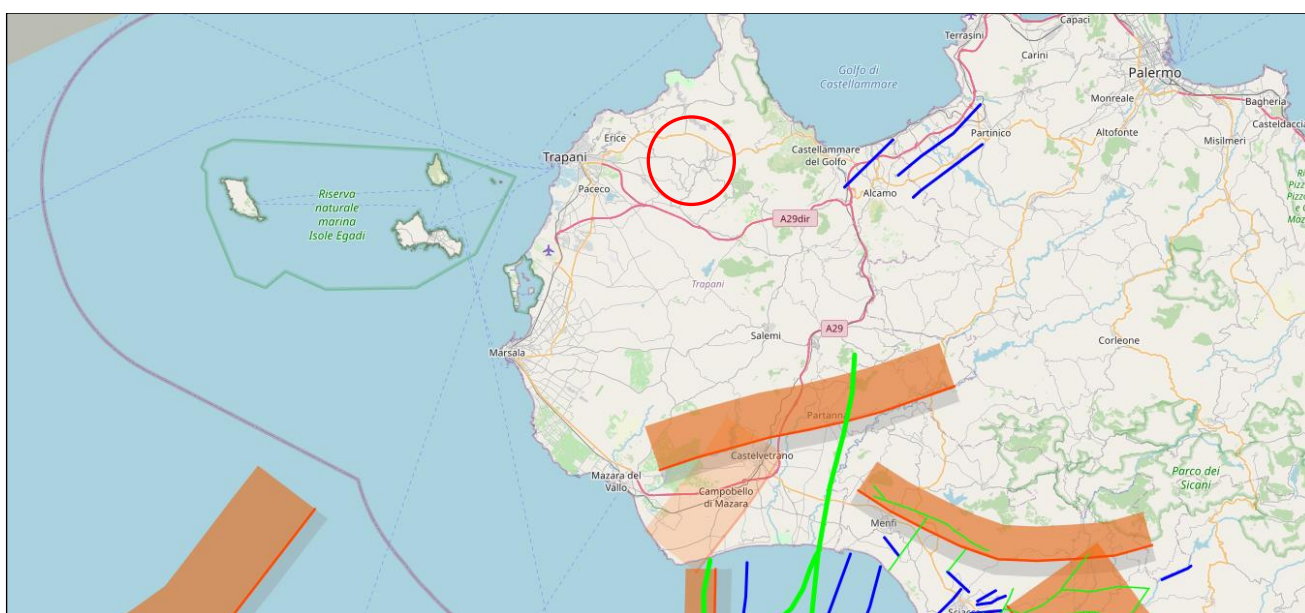 Capaci
Terrasini
Carini
Palermo
Golfo di
Castellammare
Monreale
Bagheria
Erice
Partinico
Altofonte
Casteldaccia
Misilmeri
Trapani
Castellammare
del Golfo
Paceco
Alcamo
Riserva
naturale
marina
Isole Egadi
A29dir
Trapani
A29
Salemi
Corleone
Marsala
Partanna
Castelvetrano
Mazara del
Vallo
Campobello
di Mazara
Parco dei
Sicani
Menfi